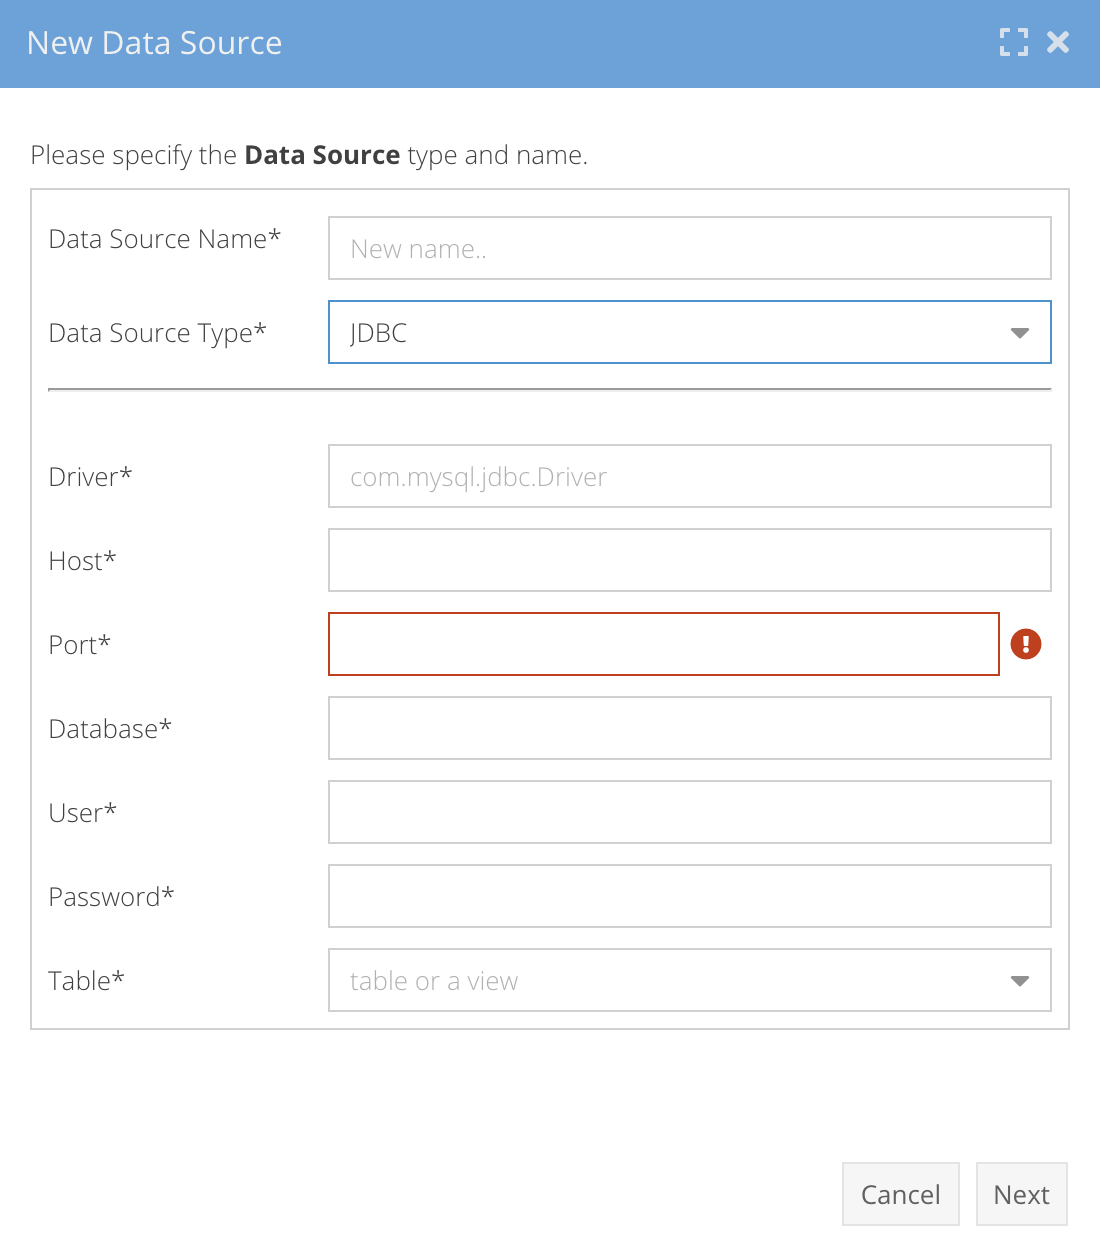 New Data Source
Please specify the Data Source type and name.
Data Source Name* New name..
Data Source Type* JDBC
Driver* com.mysql.jdbc.Driver
Host*
Port*
Database*
User*
Password*
Table* table or a view
Cancel Next